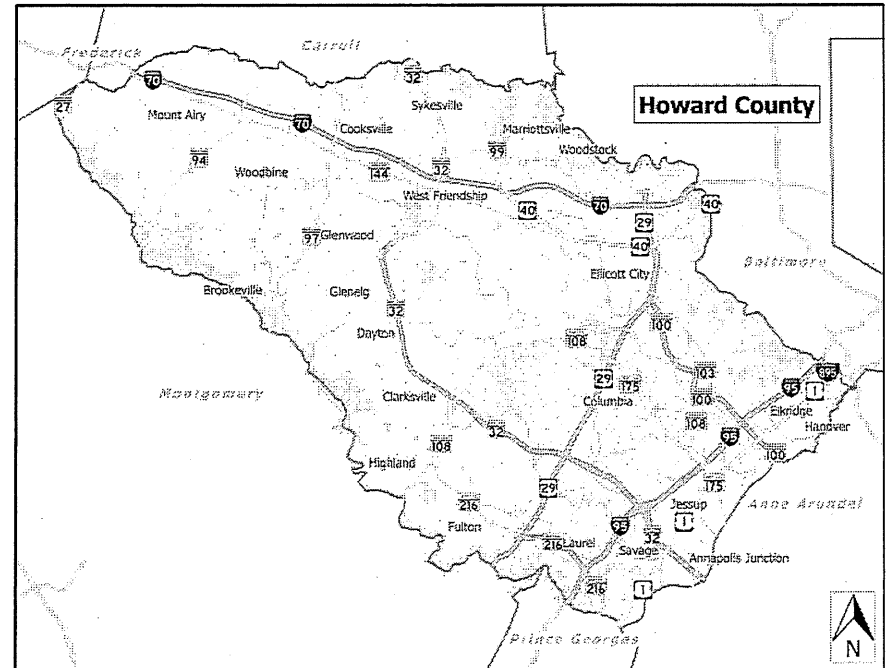 Frederick
Carroll
70
32
27
Sykesville
Howard County
Mount Airy
70
Cooksville
Marriottsville
99
Woodstock
94
144
32
Woodbine
West Friendship
40
70
40
29
97
Glenwood
40
Ellicott City
Baltimore
Brookeville
Glenelg
32
100
Dayton
108
103
895
Montgomery
29
175
95
1
Clarksville
Columbia
100
Elkridge
108
Hanover
32
95
108
100
Highland
29
175
Anne Arundel
216
Jessup
Fulton
95
1
216
Laurel
Savage
32
Annapolis Junction
216
1
Prince Georges
N